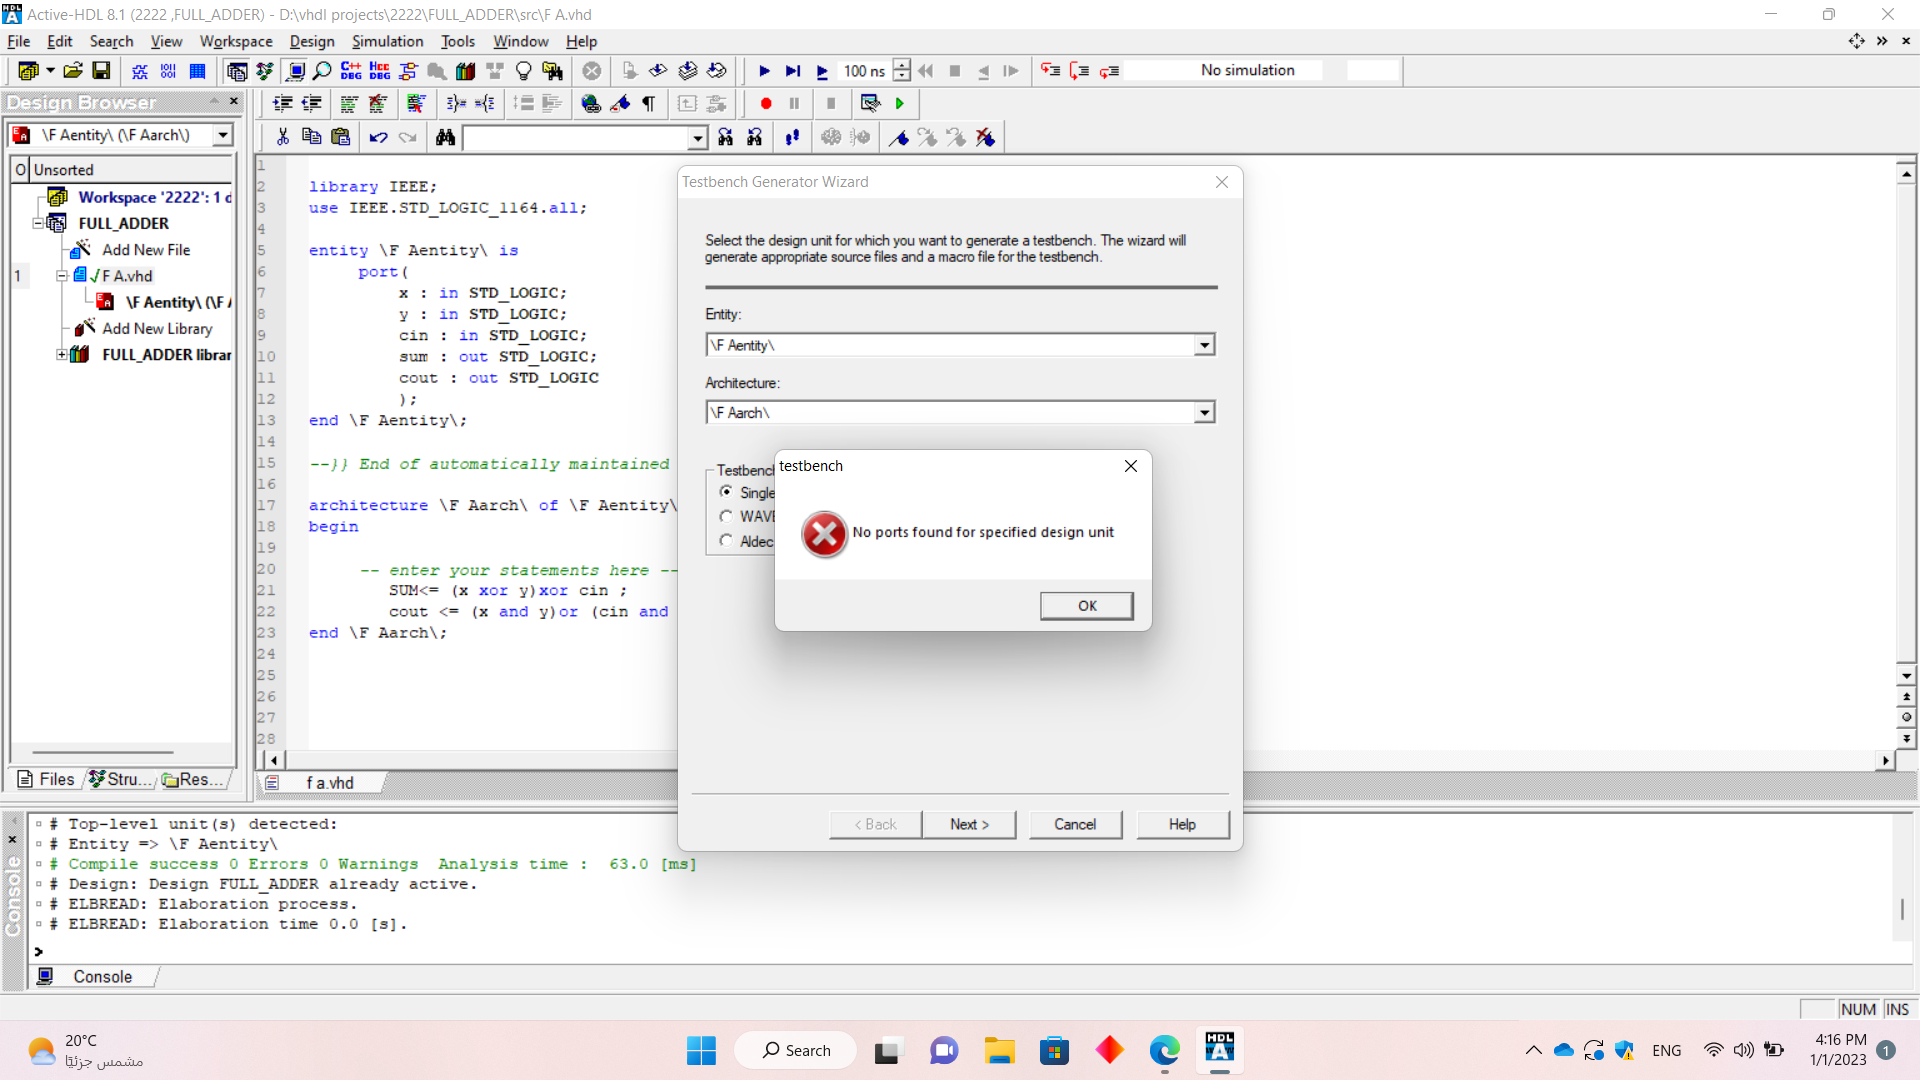 Active-HDL 8.1 (2222 ,FULL_ADDER) - D:\vhdl projects\2222\FULL_ADDER\src\F A.vhd
File Edit Search View Workspace Design Simulation Tools Window Help
100 ns
No simulation
Design Browser
\F Aentity\ (\F Aarch\)
O Unsorted
Workspace '2222': 1 d
FULL_ADDER
Add New File
1 F A.vhd
\F Aentity\ (\F A
Add New Library
FULL_ADDER librar
Files Stru... Res...
1
2 library IEEE;
3 use IEEE.STD_LOGIC_1164.all;
4
5 entity \F Aentity\ is
6 port(
7 x : in STD_LOGIC;
8 y : in STD_LOGIC;
9 cin : in STD_LOGIC;
10 sum : out STD_LOGIC;
11 cout : out STD_LOGIC
12 );
13 end \F Aentity\;
14
15 --}} End of automatically maintained
16
17 architecture \F Aarch\ of \F Aentity\
18 begin
19
20 -- enter your statements here --
21 SUM<= (x xor y)xor cin ;
22 cout <= (x and y)or (cin and
23 end \F Aarch\;
24
25
26
27
28
f a.vhd
Testbench Generator Wizard
Select the design unit for which you want to generate a testbench. The wizard will
generate appropriate source files and a macro file for the testbench.
Entity:
\F Aentity\
Architecture:
\F Aarch\
Testbench
Single
WAVE
Aldec
testbench
No ports found for specified design unit
OK
< Back Next > Cancel Help
# Top-level unit(s) detected:
# Entity => \F Aentity\
# Compile success 0 Errors 0 Warnings Analysis time : 63.0 [ms]
# Design: Design FULL_ADDER already active.
# ELBREAD: Elaboration process.
# ELBREAD: Elaboration time 0.0 [s].
>
Console
Console
NUM INS
20°C
مشمس جزئيًا
Search
HDL
ENG
4:16 PM
1/1/2023
1